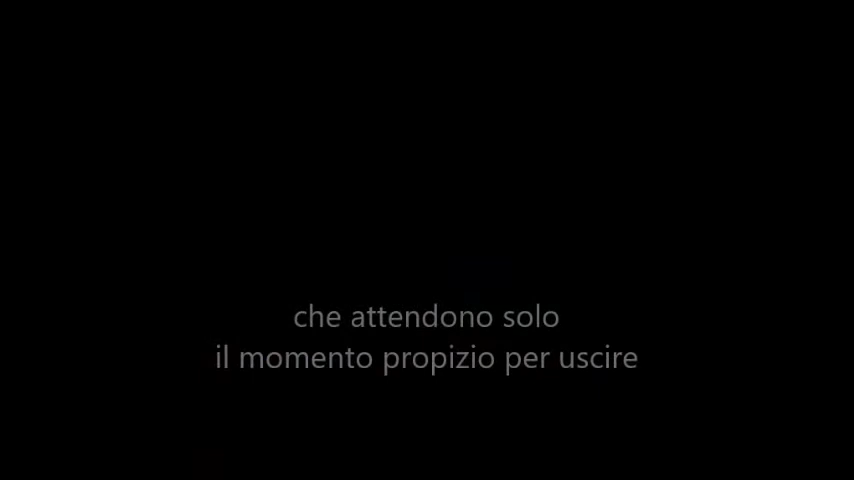 che attendono solo
il momento propizio per uscire